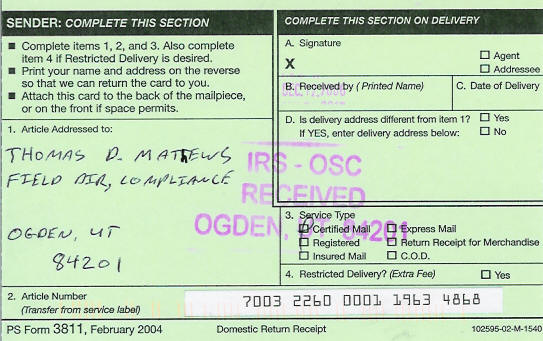 SENDER: COMPLETE THIS SECTION
■ Complete items 1, 2, and 3. Also complete
item 4 if Restricted Delivery is desired.
■ Print your name and address on the reverse
so that we can return the card to you.
■ Attach this card to the back of the mailpiece,
or on the front if space permits.
1. Article Addressed to:
THOMAS D. MATHEWS
FIELD DIR, COMPLIANCE
OGDEN, UT
84201
COMPLETE THIS SECTION ON DELIVERY
A. Signature
X
☐ Agent
☐ Addressee
B. Received by (Printed Name)
C. Date of Delivery
D. Is delivery address different from item 1? ☐ Yes
If YES, enter delivery address below: ☐ No
IRS - OSC
RECEIVED
OGDEN, UT 84201
3. Service Type
☑ Certified Mail ☐ Express Mail
☐ Registered ☐ Return Receipt for Merchandise
☐ Insured Mail ☐ C.O.D.
4. Restricted Delivery? (Extra Fee) ☐ Yes
2. Article Number
(Transfer from service label)
7003 2260 0001 1963 4868
PS Form 3811, February 2004 Domestic Return Receipt 102595-02-M-1540